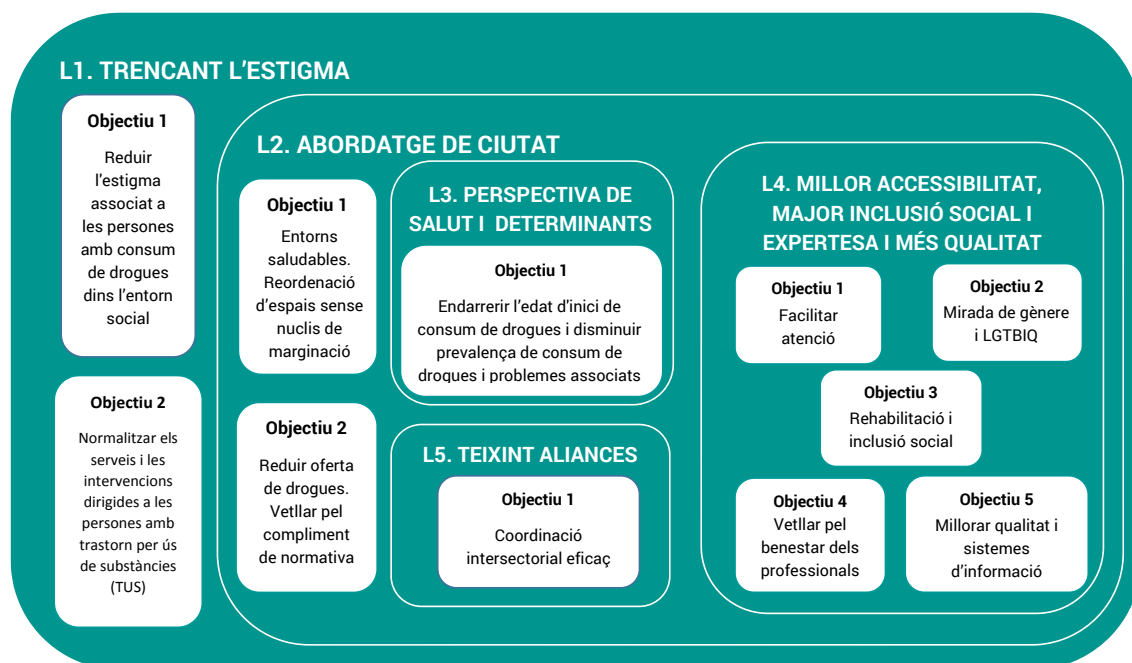 L1. TRENCANT L'ESTIGMA
Objectiu 1
Reduir
l'estigma
associat a
les persones
amb consum
de drogues
dins l'entorn
social
Objectiu 2
Normalitzar els
serveis i les
intervencions
dirigides a les
persones amb
trastorn per ús
de substàncies
(TUS)
L2. ABORDATGE DE CIUTAT
Objectiu 1
Entorns
saludables.
Reordenació
d'espais sense
nuclis de
marginació
Objectiu 2
Reduir oferta
de drogues.
Vetllar pel
compliment
de normativa
L3. PERSPECTIVA DE
SALUT I DETERMINANTS
Objectiu 1
Endarrerir l'edat d'inici de
consum de drogues i disminuir
prevalença de consum de
drogues i problemes associats
L5. TEIXINT ALIANCES
Objectiu 1
Coordinació
intersectorial eficaç
L4. MILLOR ACCESSIBILITAT,
MAJOR INCLUSIÓ SOCIAL I
EXPERTESA I MÉS QUALITAT
Objectiu 1
Facilitar
atenció
Objectiu 2
Mirada de gènere
i LGTBIQ
Objectiu 3
Rehabilitació i
inclusió social
Objectiu 4
Vetllar pel
benestar dels
professionals
Objectiu 5
Millorar qualitat i
sistemes
d'informació